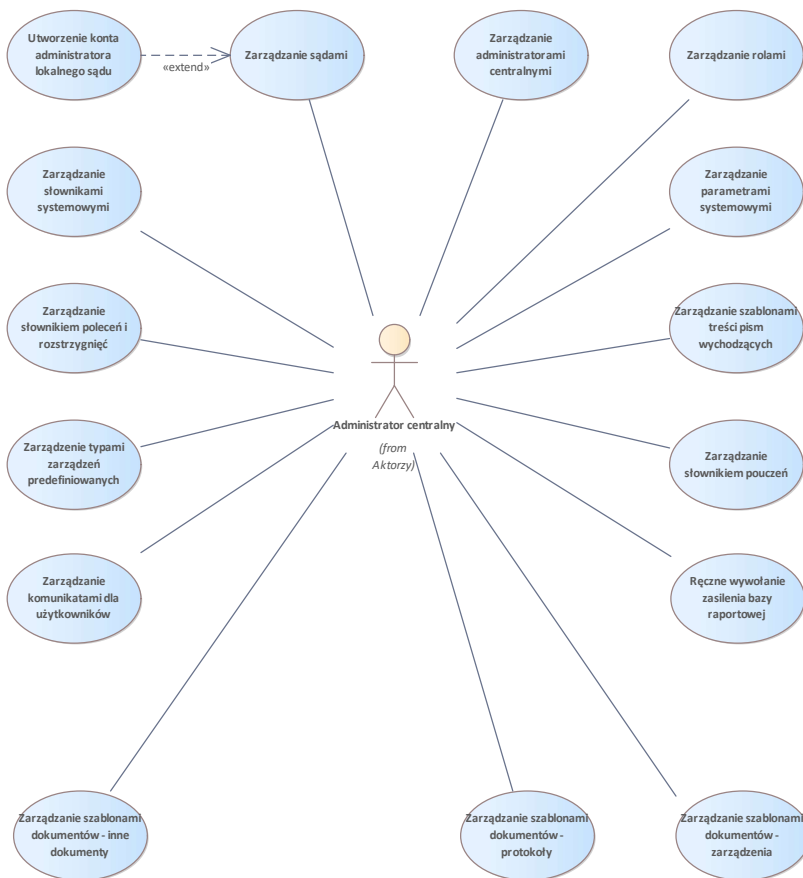 Utworzenie konta
administratora
lokalnego sądu
«extend»
Zarządzanie sądami
Zarządzanie
administratorami
centralnymi
Zarządzanie rolami
Zarządzanie
słownikami
systemowymi
Zarządzanie
parametrami
systemowymi
Zarządzanie
słownikiem poleceń i
rozstrzygnięć
Zarządzanie szablonami
treści pism
wychodzących
Administrator centralny
(from
Aktorzy)
Zarządzenie typami
zarządzeń
predefiniowanych
Zarządzanie
słownikiem pouczeń
Zarządzanie
komunikatami dla
użytkowników
Ręczne wywołanie
zasilenia bazy
raportowej
Zarządzanie szablonami
dokumentów - inne
dokumenty
Zarządzanie szablonami
dokumentów -
protokoły
Zarządzanie szablonami
dokumentów -
zarządzenia